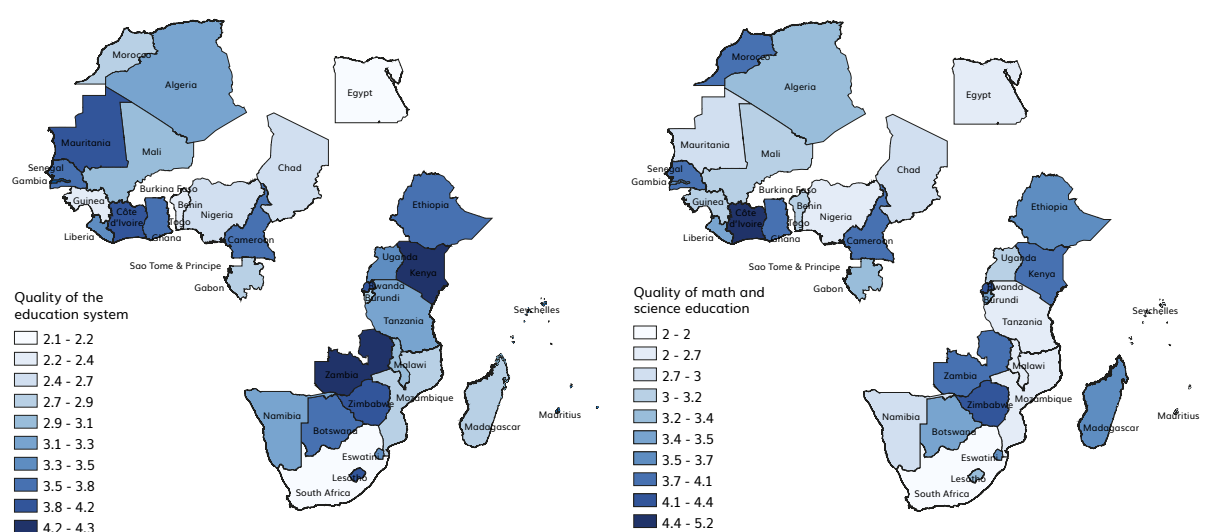 Morocco
Algeria
Egypt
Mauritania
Mali
Chad
Senegal
Gambia
Burkina Faso
Guinea
Benin
Nigeria
Côte
d'Ivoire
Togo
Ghana
Liberia
Cameroon
Ethiopia
Sao Tome & Principe
Gabon
Uganda
Kenya
Rwanda
Burundi
Tanzania
Seychelles
Zambia
Malawi
Mozambique
Zimbabwe
Namibia
Botswana
Madagascar
Mauritius
Eswatini
Lesotho
South Africa
Quality of the
education system
2.1 - 2.2
2.2 - 2.4
2.4 - 2.7
2.7 - 2.9
2.9 - 3.1
3.1 - 3.3
3.3 - 3.5
3.5 - 3.8
3.8 - 4.2
4.2 - 4.3
Morocco
Algeria
Egypt
Mauritania
Mali
Chad
Senegal
Gambia
Burkina Faso
Guinea
Benin
Nigeria
Côte
d'Ivoire
Togo
Ghana
Liberia
Cameroon
Ethiopia
Sao Tome & Principe
Gabon
Uganda
Kenya
Rwanda
Burundi
Tanzania
Seychelles
Zambia
Malawi
Mozambique
Zimbabwe
Namibia
Botswana
Madagascar
Mauritius
Eswatini
Lesotho
South Africa
Quality of math and
science education
2 - 2
2 - 2.7
2.7 - 3
3 - 3.2
3.2 - 3.4
3.4 - 3.5
3.5 - 3.7
3.7 - 4.1
4.1 - 4.4
4.4 - 5.2